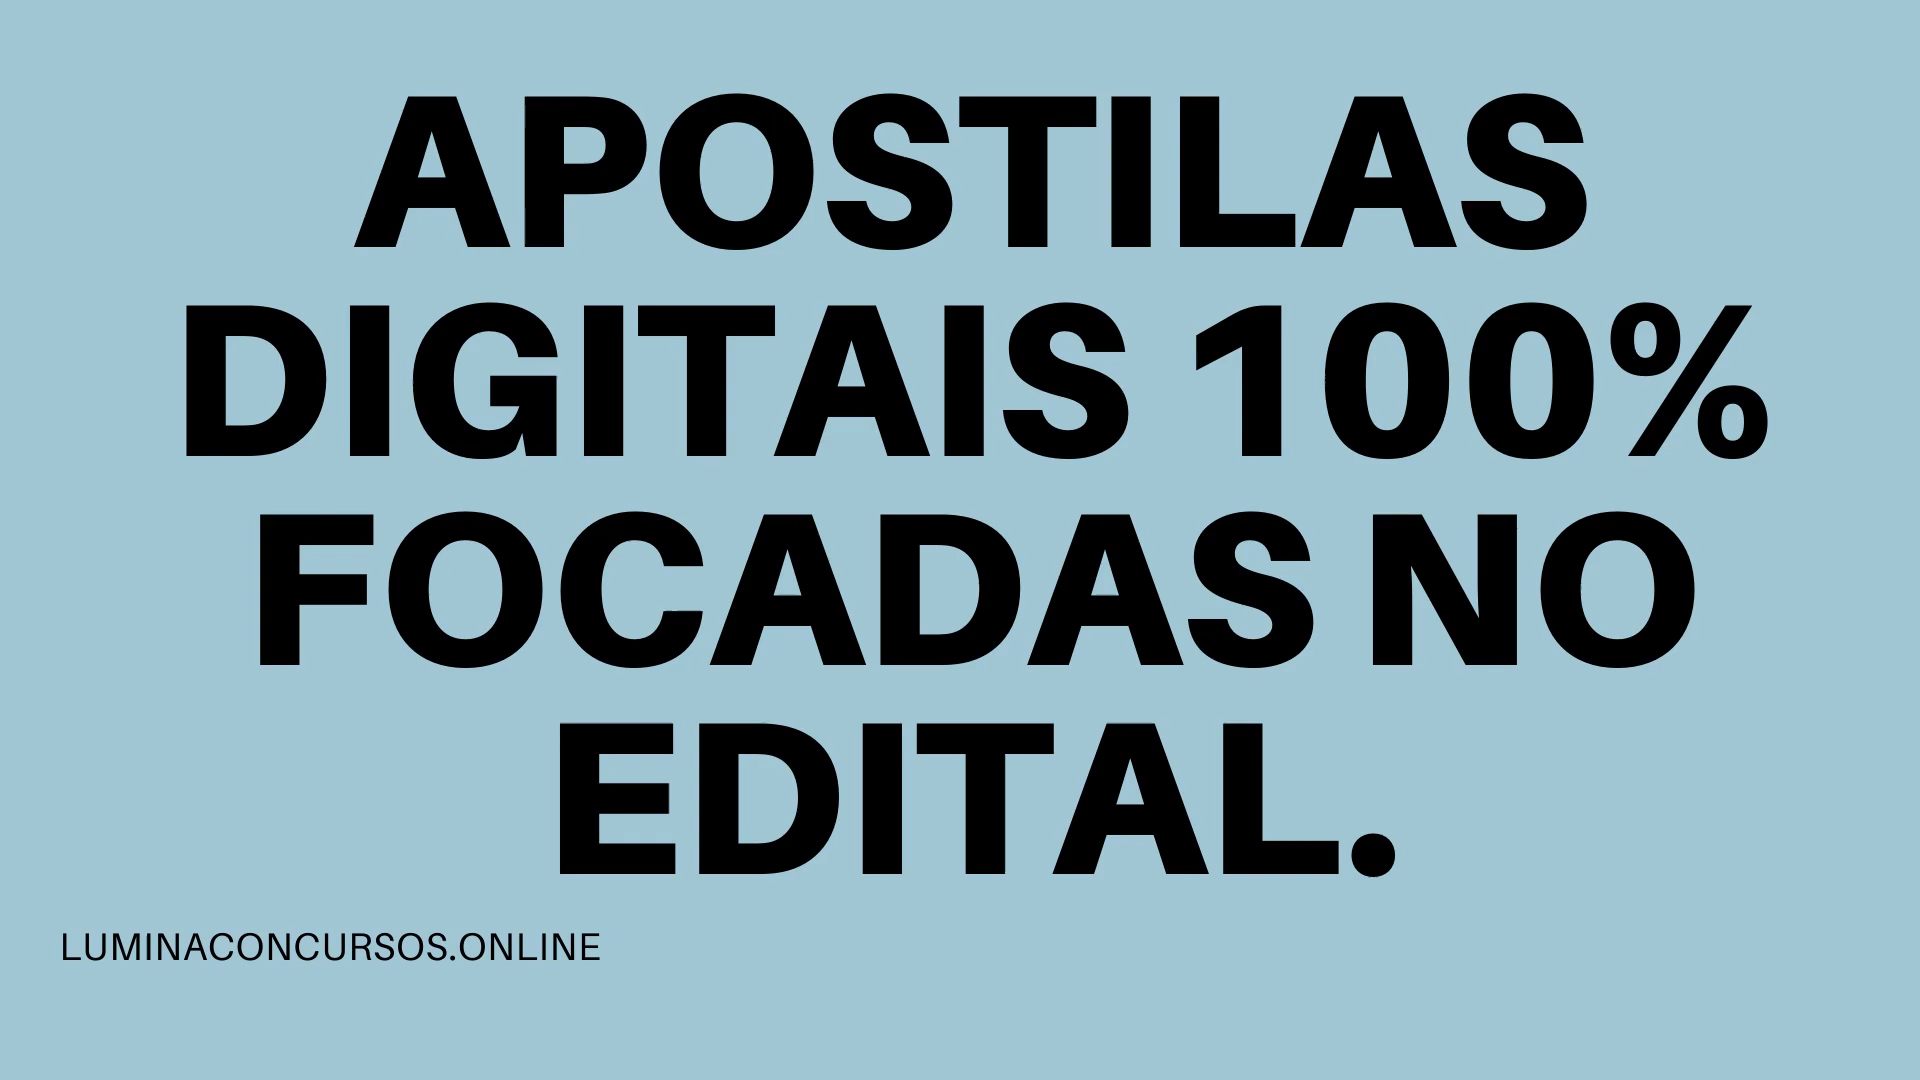 APOSTILAS
DIGITAIS 100%
FOCADAS NO
EDITAL.
LUMINACONCURSOS.ONLINE